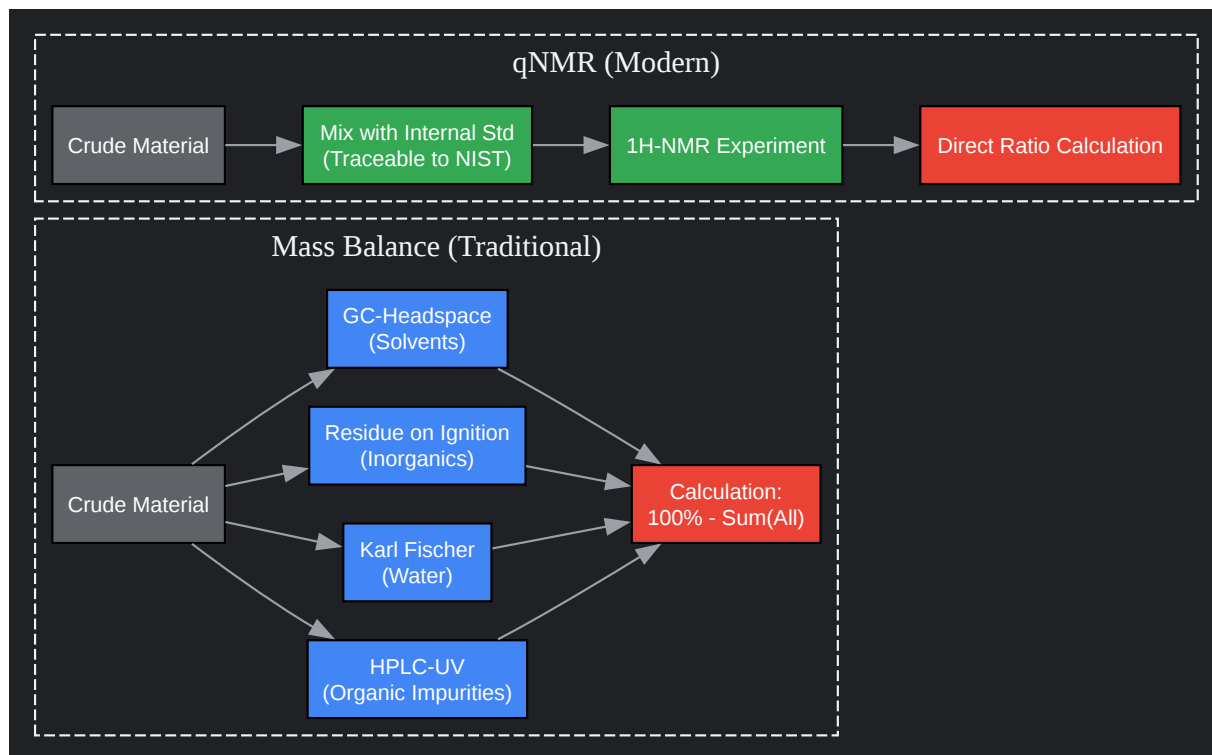 qNMR (Modern)
Crude Material
Mix with Internal Std
(Traceable to NIST)
1H-NMR Experiment
Direct Ratio Calculation
Mass Balance (Traditional)
GC-Headspace
(Solvents)
Residue on Ignition
(Inorganics)
Crude Material
Karl Fischer
(Water)
HPLC-UV
(Organic Impurities)
Calculation:
100% - Sum(All)